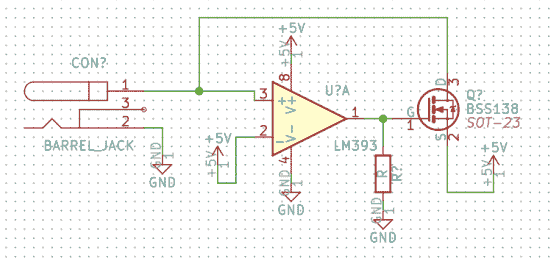 +5V
+5V
1
CON?
1
3
2
BARREL_JACK
GND
1
GND
+5V
+5V
1
8
3
2
+
-
V+
V-
4
U?A
1
LM393
GND
1
GND
R
R?
GND
1
GND
D
3
G
1
S
2
Q?
BSS138
SOT-23
+5V
+5V
1